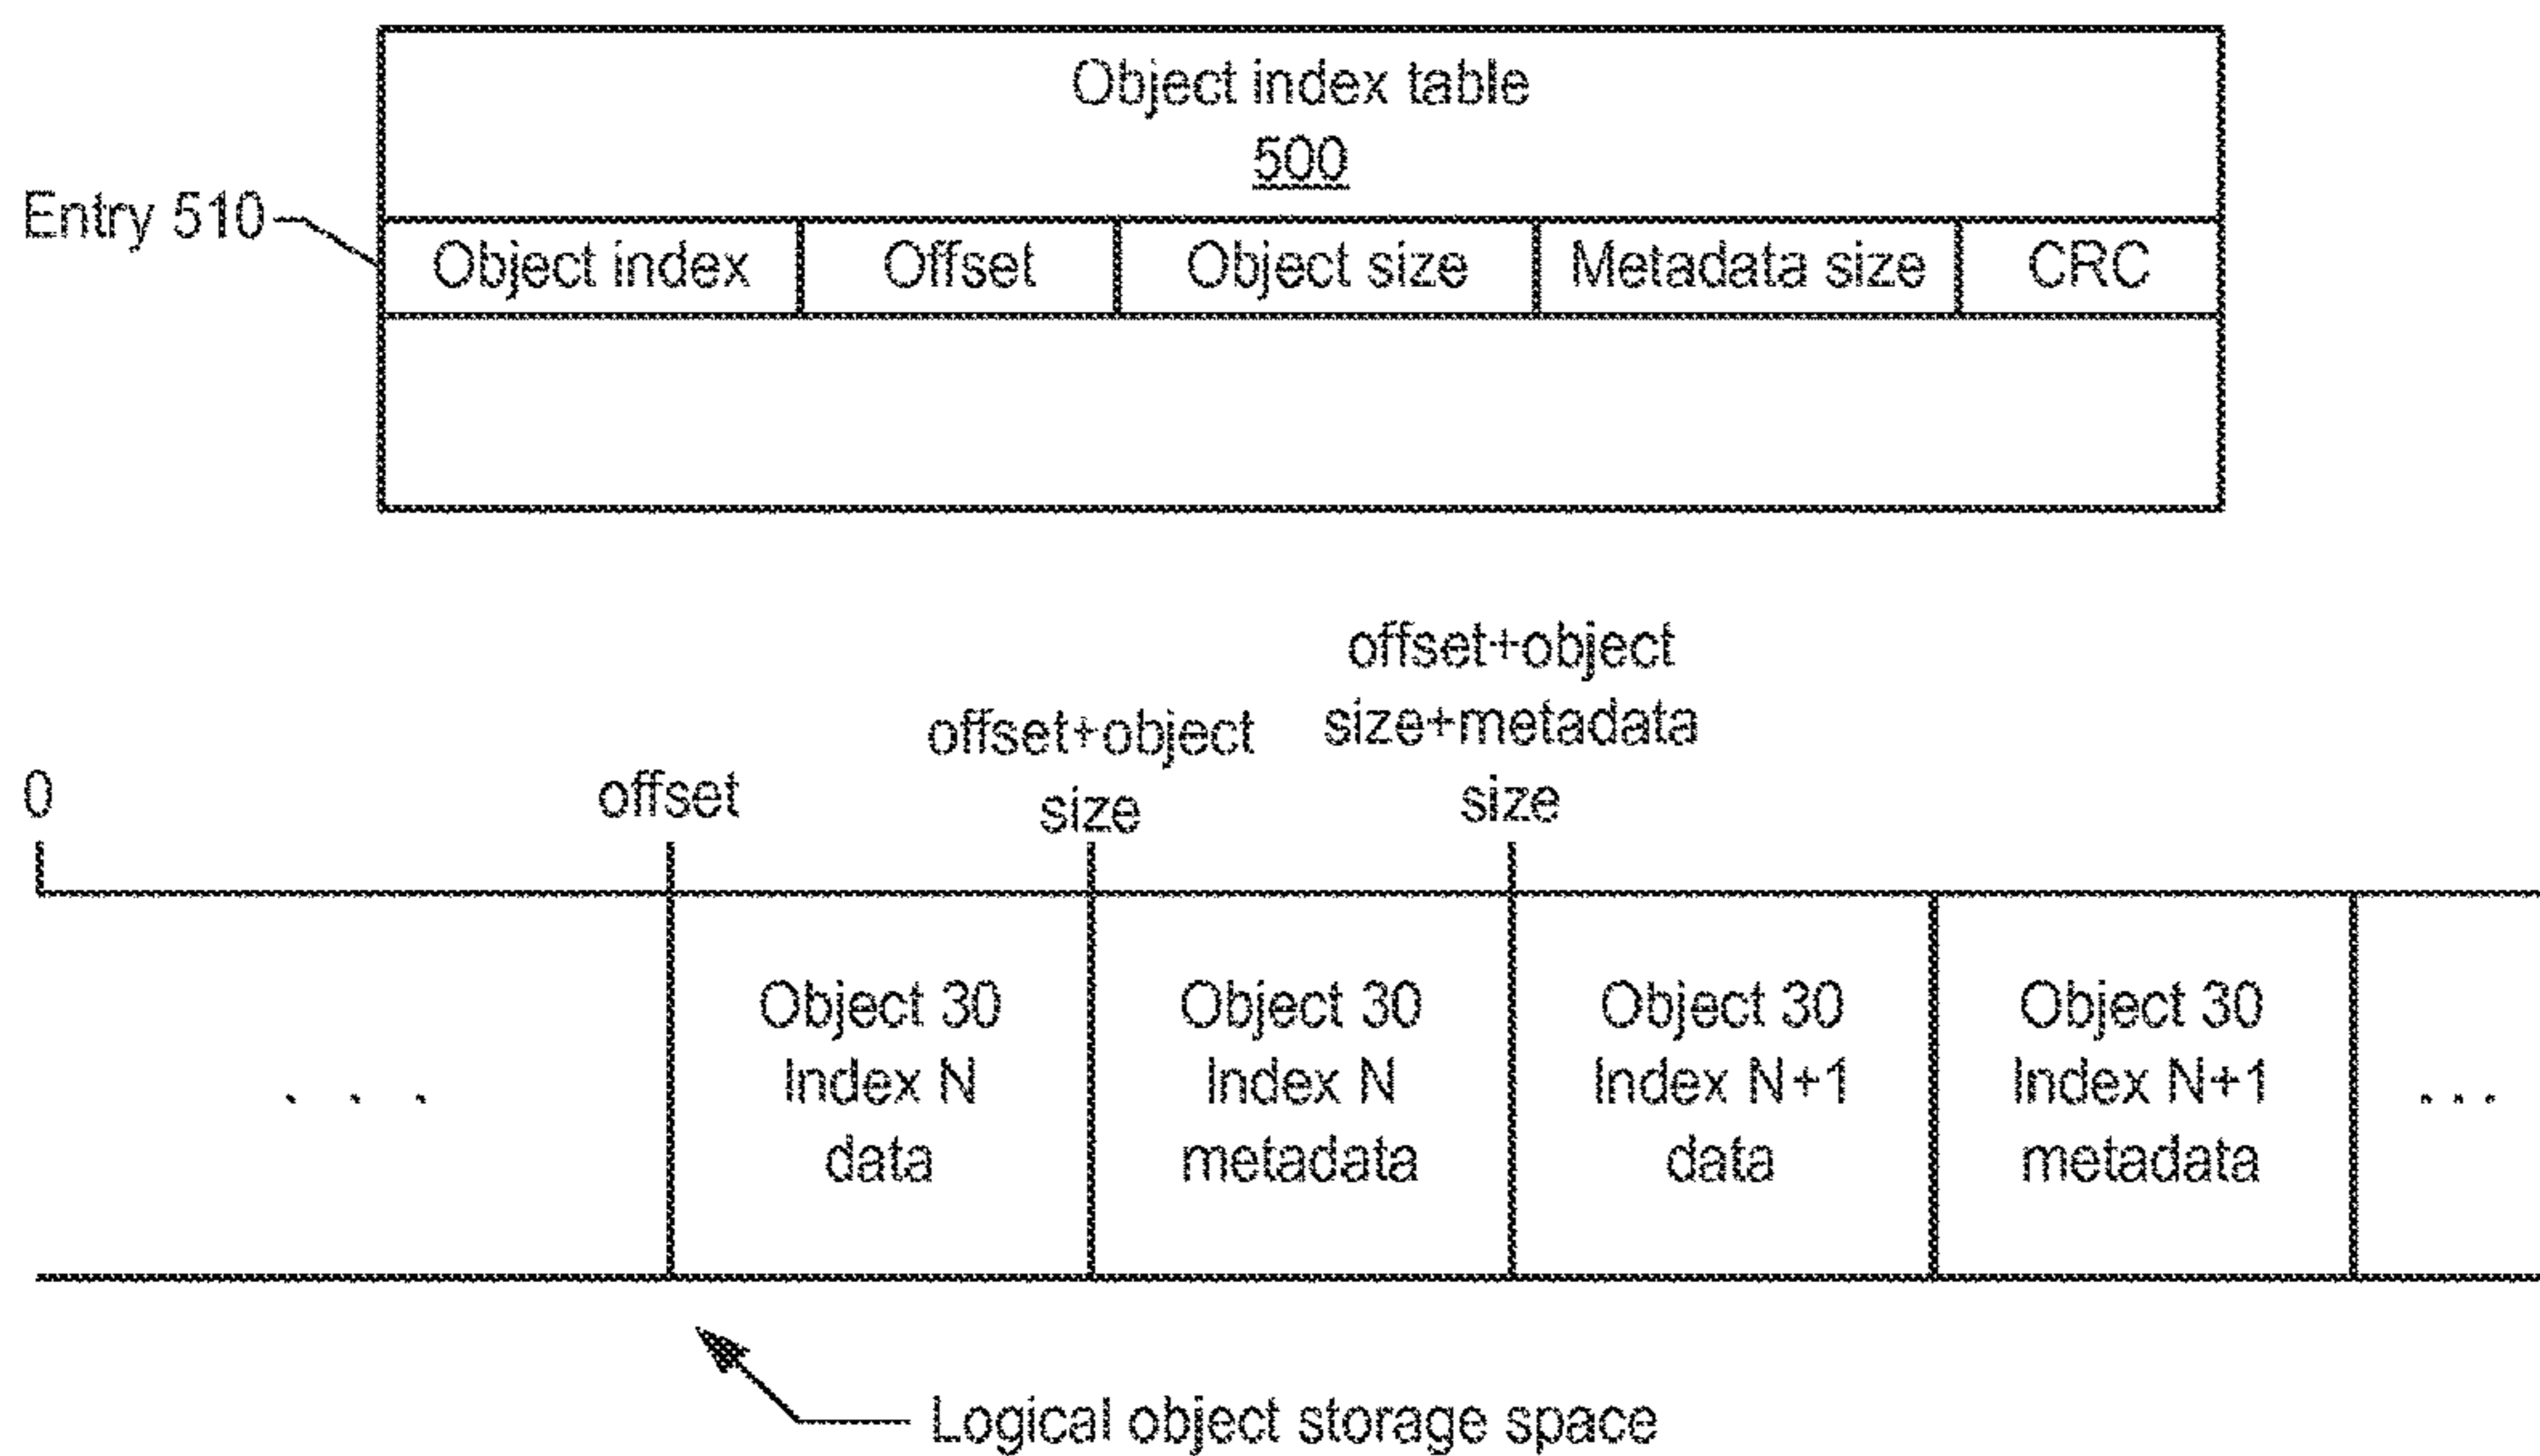 Object index table
500
Entry 510
Object index Offset Object size Metadata size CRC
offset+object
size+metadata
size
offset+object
size
offset
0
. . .
Object 30
Index N
data
Object 30
Index N
metadata
Object 30
Index N+1
data
Object 30
Index N+1
metadata
. . .
Logical object storage space